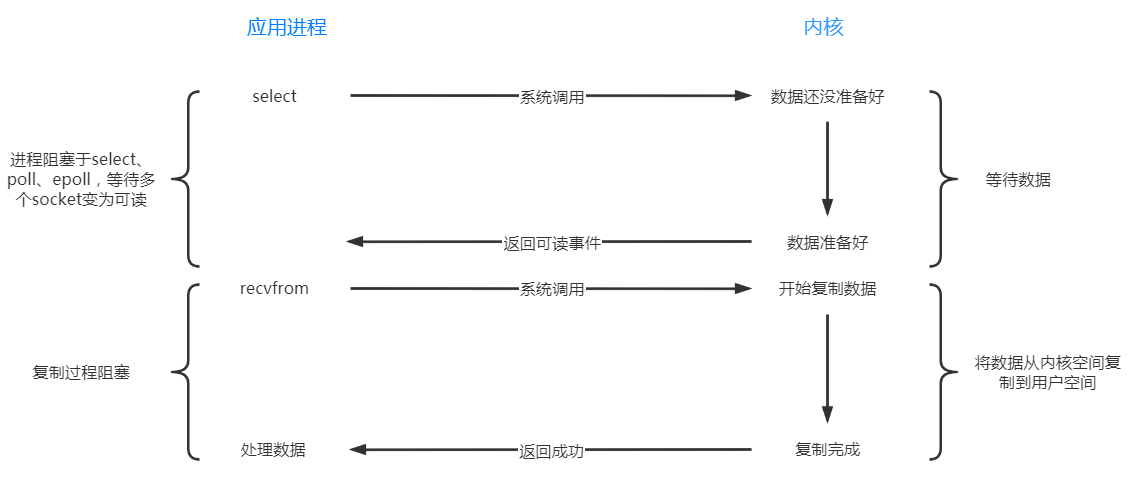 应用进程
内核
select
系统调用
数据还没准备好
进程阻塞于select、
poll、epoll，等待多
个socket变为可读
等待数据
返回可读事件
数据准备好
recvfrom
系统调用
开始复制数据
复制过程阻塞
将数据从内核空间复
制到用户空间
处理数据
返回成功
复制完成